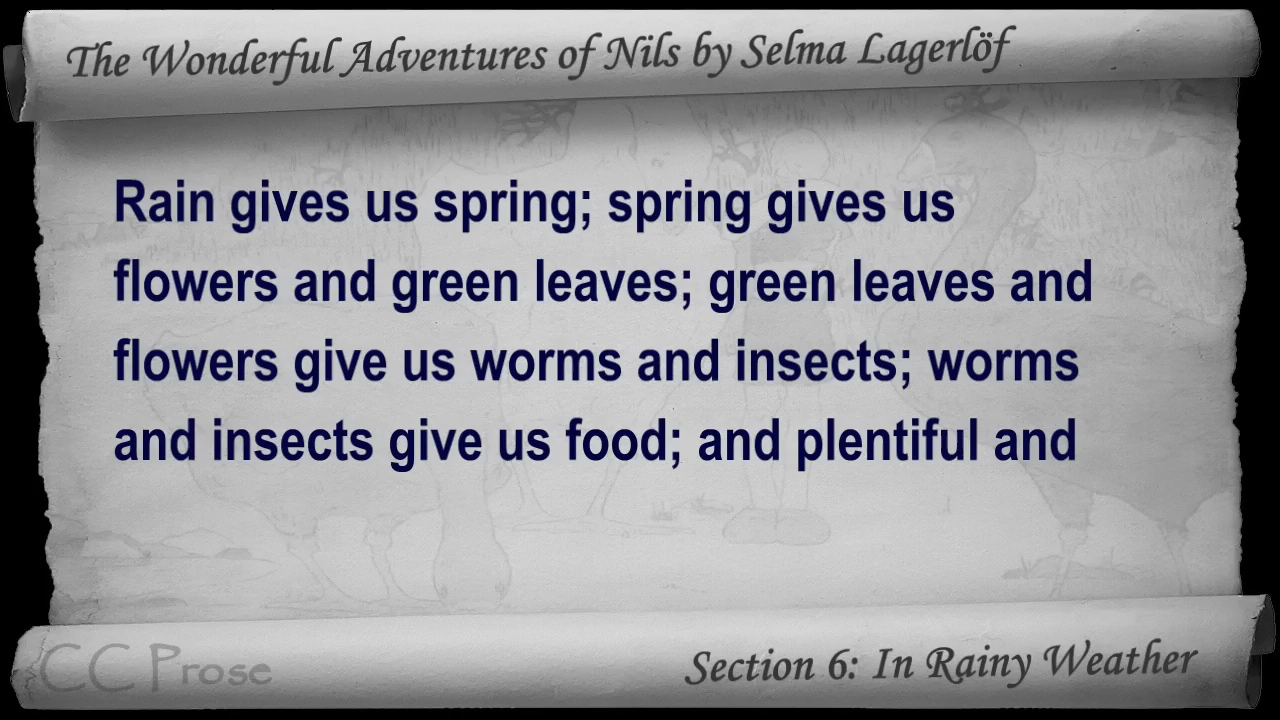 The Wonderful Adventures of Nils by Selma Lagerlöf
Rain gives us spring; spring gives us
flowers and green leaves; green leaves and
flowers give us worms and insects; worms
and insects give us food; and plentiful and
CC Prose
Section 6: In Rainy Weather